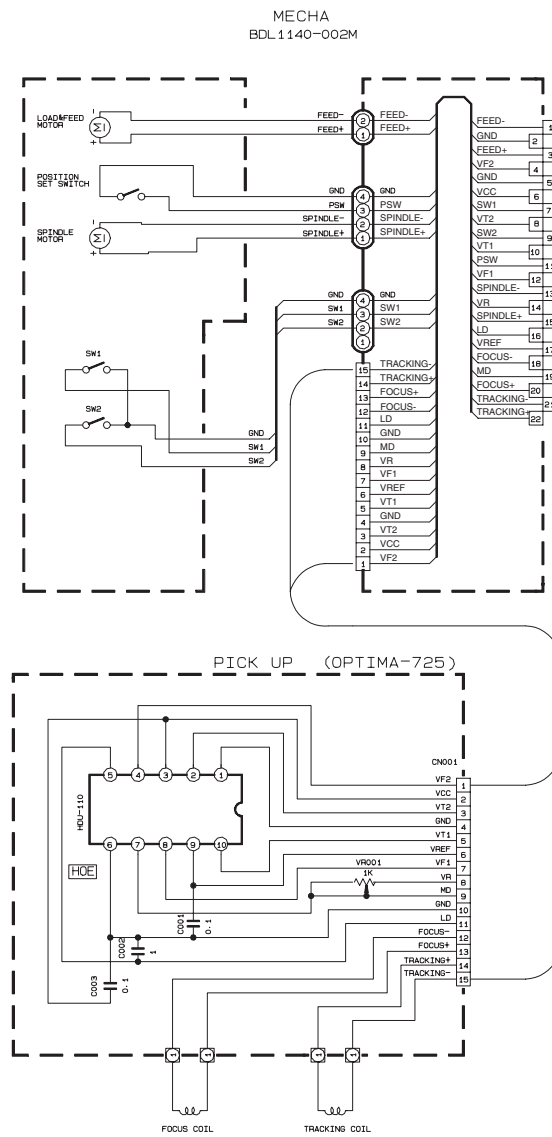 MECHA
BDL1140-002M
LOAD&FEED
MOTOR
-
+
FEED- 2 FEED-
FEED+ 1 FEED+
POSITION
SET SWITCH
GND 4 GND
PSW 3 PSW
SPINDLE- 2 SPINDLE-
SPINDLE+ 1 SPINDLE+
SPINDLE
MOTOR
-
+
GND 4 GND
SW1 3 SW1
SW2 2 SW2
1
SW1
SW2
GND
SW1
SW2
15 TRACKING-
14 TRACKING+
13 FOCUS+
12 FOCUS-
11 LD
10 GND
9 MD
8 VR
7 VF1
6 VREF
5 VT1
4 GND
3 VT2
2 VCC
1 VF2
FEED- 1
GND 2
FEED+ 3
VF2 4
GND 5
VCC 6
SW1 7
VT2 8
SW2 9
VT1 10
PSW 11
VF1 12
SPINDLE- 13
VR 14
SPINDLE+ 15
LD 16
VREF 17
FOCUS- 18
MD 19
FOCUS+ 20
TRACKING- 21
TRACKING+ 22
PICK UP (OPTIMA-725)
CN001
5 4 3 2 1
HDU-110
6 7 8 9 10
HOE
VF2 1
VCC 2
VT2 3
GND 4
VT1 5
VREF 6
VF1 7
VR 8
MD 9
GND 10
LD 11
FOCUS- 12
FOCUS+ 13
TRACKING+ 14
TRACKING- 15
VR001
1K
C001
0.1
C002
1
C003
0.1
1 1 1 1
FOCUS COIL
TRACKING COIL